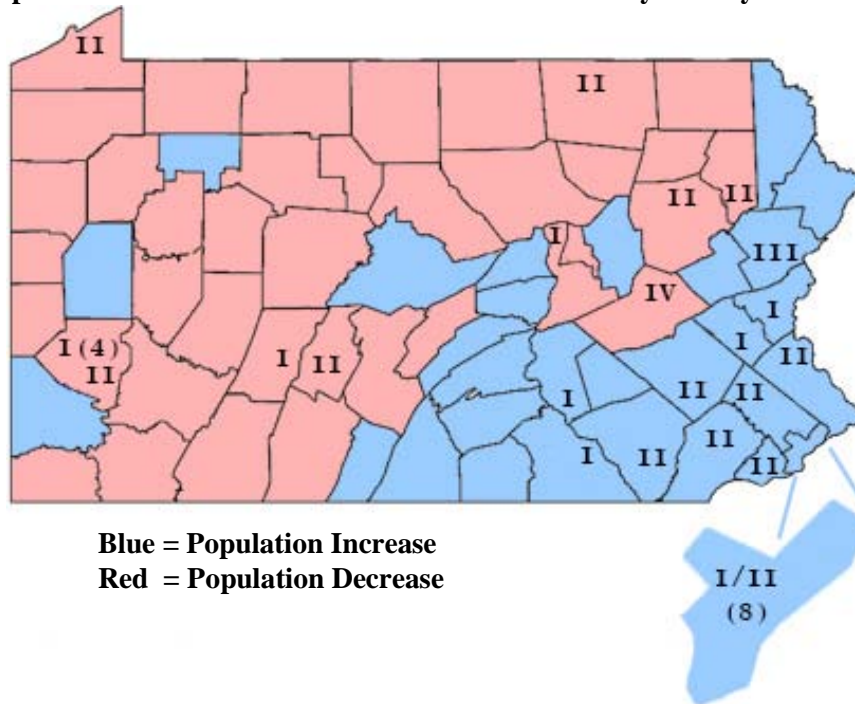 II
II
II
II
III
I
IV
I
I
I (4)
II
I
II
II
II
II
I
II
I
II
II
Blue = Population Increase
Red = Population Decrease
I/II
(8)